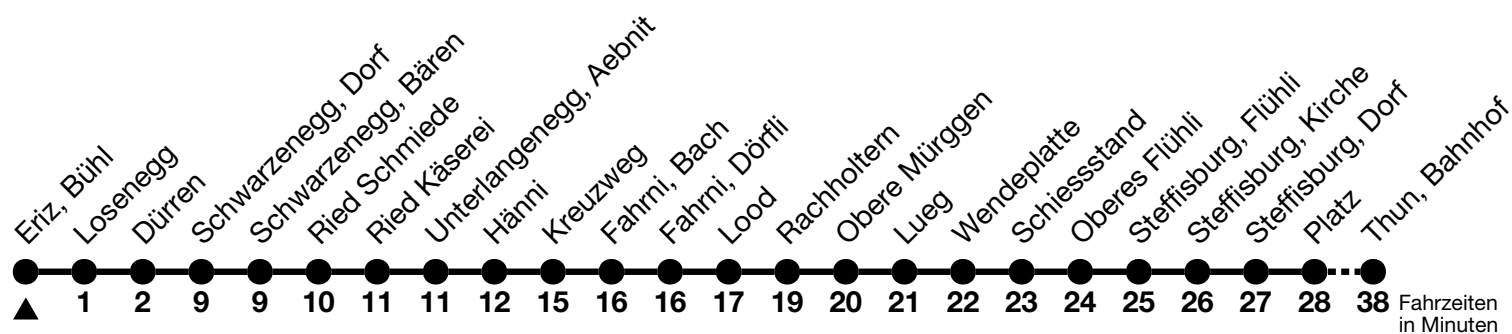 Eriz, Bühl
Losenegg
Dürren
Schwarzenegg, Dorf
Schwarzenegg, Bären
Ried Schmiede
Ried Käserei
Unterlangenegg, Aebnit
Hänni
Kreuzweg
Fahrni, Bach
Fahrni, Dörfli
Lood
Rachholtern
Obere Mürggen
Lueg
Wendeplatte
Schiessstand
Oberes Flühli
Steffisburg, Flühli
Steffisburg, Kirche
Steffisburg, Dorf
Platz
Thun, Bahnhof
1 2 9 9 10 11 11 12 15 16 16 17 19 20 21 22 23 24 25 26 27 28 38 Fahrzeiten
in Minuten